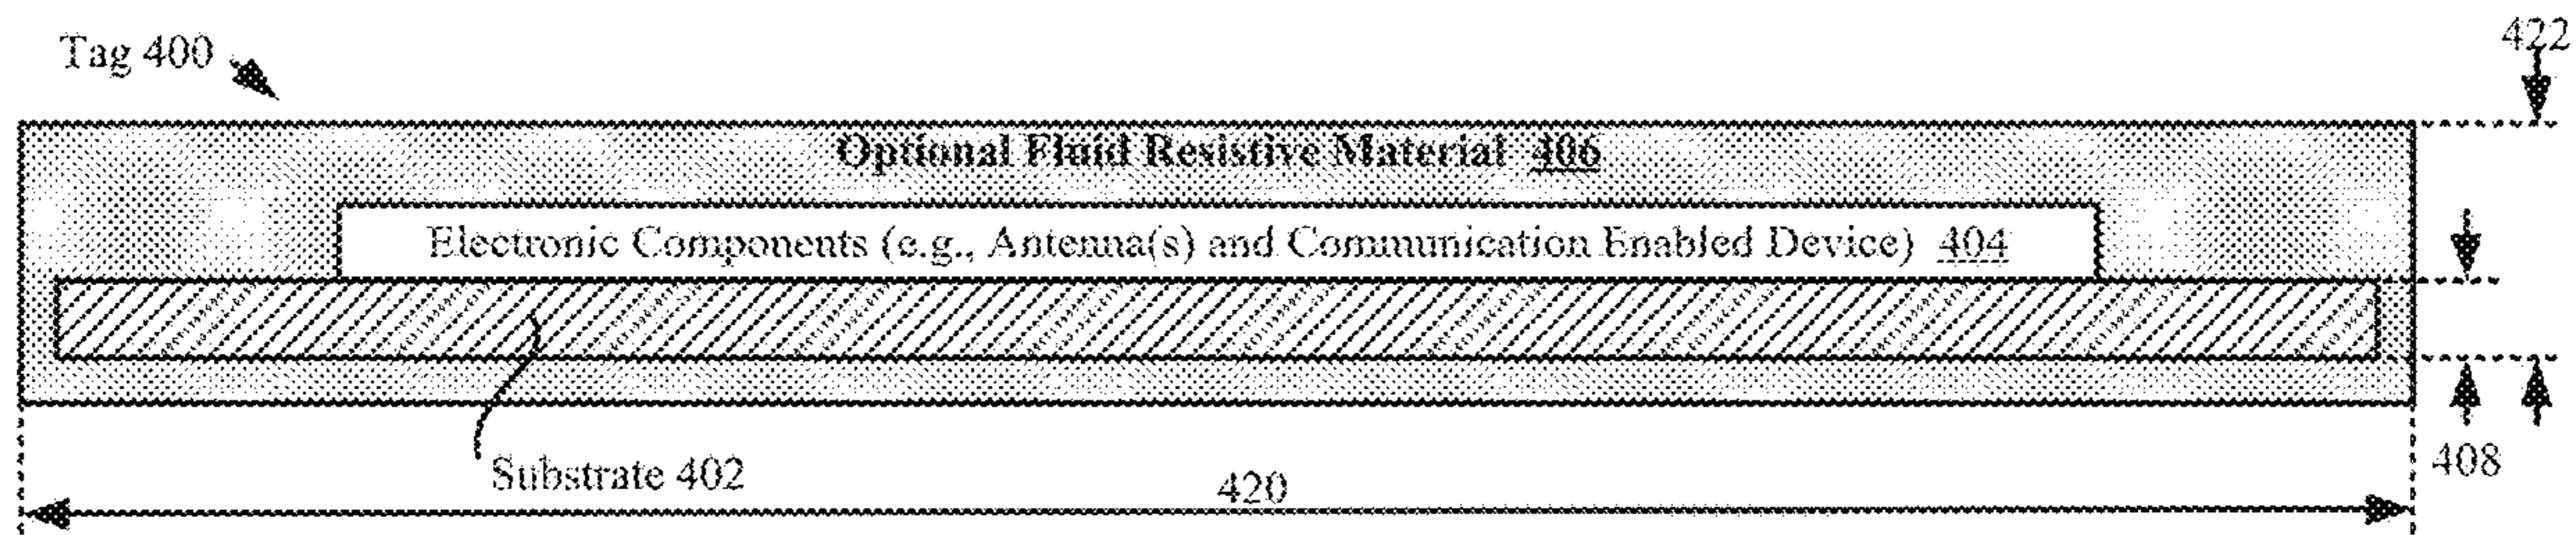 Tag 400
422
Optional Fluid Resistive Material 406
Electronic Components (e.g., Antenna(s) and Communication Enabled Device) 404
408
Substrate 402
420